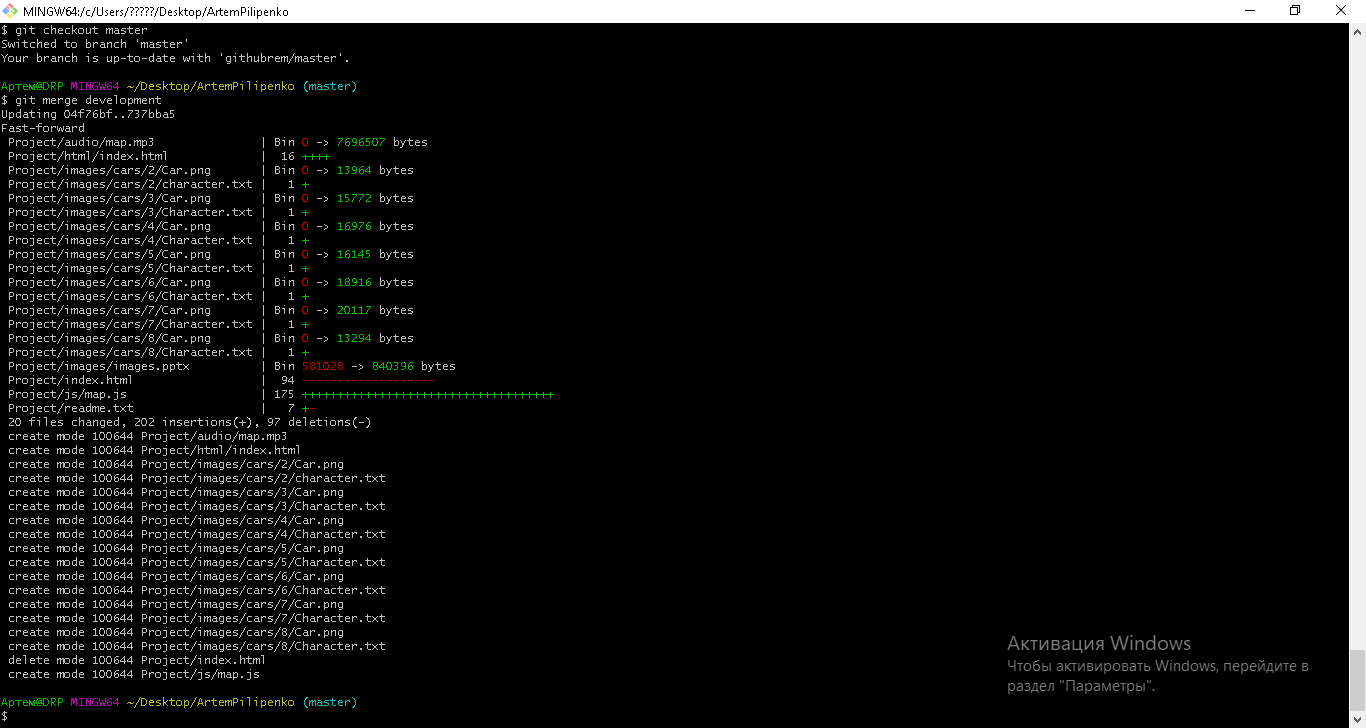 MINGW64:/c/Users/?????/Desktop/ArtemPilipenko
$ git checkout master
Switched to branch 'master'
Your branch is up-to-date with 'githubrem/master'.
Артем@DRP MINGW64 ~/Desktop/ArtemPilipenko (master)
$ git merge development
Updating 04f76bf..737bba5
Fast-forward
Project/audio/map.mp3 | Bin 0 -> 7696507 bytes
Project/html/index.html | 16 ++++
Project/images/cars/2/Car.png | Bin 0 -> 13964 bytes
Project/images/cars/2/character.txt | 1 +
Project/images/cars/3/Car.png | Bin 0 -> 15772 bytes
Project/images/cars/3/Character.txt | 1 +
Project/images/cars/4/Car.png | Bin 0 -> 16976 bytes
Project/images/cars/4/Character.txt | 1 +
Project/images/cars/5/Car.png | Bin 0 -> 16145 bytes
Project/images/cars/5/Character.txt | 1 +
Project/images/cars/6/Car.png | Bin 0 -> 18916 bytes
Project/images/cars/6/Character.txt | 1 +
Project/images/cars/7/Car.png | Bin 0 -> 20117 bytes
Project/images/cars/7/Character.txt | 1 +
Project/images/cars/8/Car.png | Bin 0 -> 13294 bytes
Project/images/cars/8/Character.txt | 1 +
Project/images/images.pptx | Bin 581028 -> 840396 bytes
Project/index.html | 94 -------------------
Project/js/map.js | 175 ++++++++++++++++++++++++++++++++++++
Project/readme.txt | 7 +-
20 files changed, 202 insertions(+), 97 deletions(-)
create mode 100644 Project/audio/map.mp3
create mode 100644 Project/html/index.html
create mode 100644 Project/images/cars/2/Car.png
create mode 100644 Project/images/cars/2/character.txt
create mode 100644 Project/images/cars/3/Car.png
create mode 100644 Project/images/cars/3/Character.txt
create mode 100644 Project/images/cars/4/Car.png
create mode 100644 Project/images/cars/4/Character.txt
create mode 100644 Project/images/cars/5/Car.png
create mode 100644 Project/images/cars/5/Character.txt
create mode 100644 Project/images/cars/6/Car.png
create mode 100644 Project/images/cars/6/Character.txt
create mode 100644 Project/images/cars/7/Car.png
create mode 100644 Project/images/cars/7/Character.txt
create mode 100644 Project/images/cars/8/Car.png
create mode 100644 Project/images/cars/8/Character.txt
delete mode 100644 Project/index.html
create mode 100644 Project/js/map.js
Артем@DRP MINGW64 ~/Desktop/ArtemPilipenko (master)
$
Активация Windows
Чтобы активировать Windows, перейдите в
раздел "Параметры".